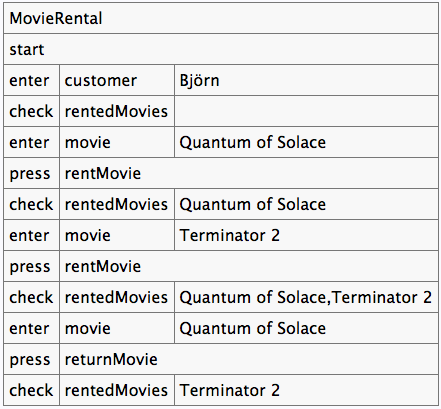 MovieRental
start
enter customer Björn
check rentedMovies
enter movie Quantum of Solace
press rentMovie
check rentedMovies Quantum of Solace
enter movie Terminator 2
press rentMovie
check rentedMovies Quantum of Solace,Terminator 2
enter movie Quantum of Solace
press returnMovie
check rentedMovies Terminator 2